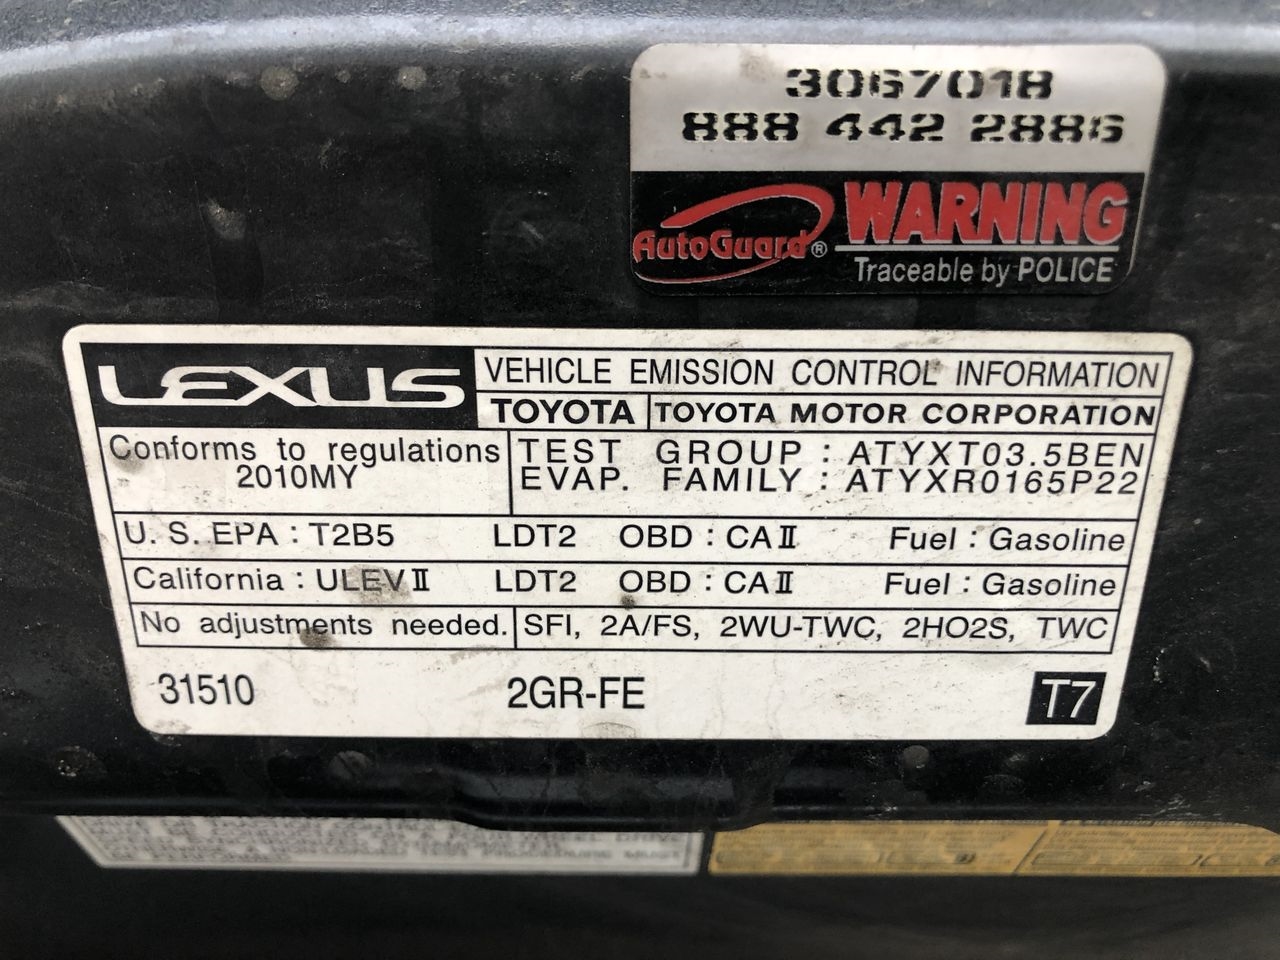 3067018
888 442 2886
AutoGuard® WARNING
Traceable by POLICE
LEXUS VEHICLE EMISSION CONTROL INFORMATION
TOYOTA TOYOTA MOTOR CORPORATION
Conforms to regulations TEST GROUP : ATYXT03.5BEN
2010MY EVAP. FAMILY : ATYXR0165P22
U. S. EPA : T2B5 LDT2 OBD : CAⅡ Fuel : Gasoline
California : ULEVⅡ LDT2 OBD : CAⅡ Fuel : Gasoline
No adjustments needed. SFI, 2A/FS, 2WU-TWC, 2HO2S, TWC
31510 2GR-FE T7